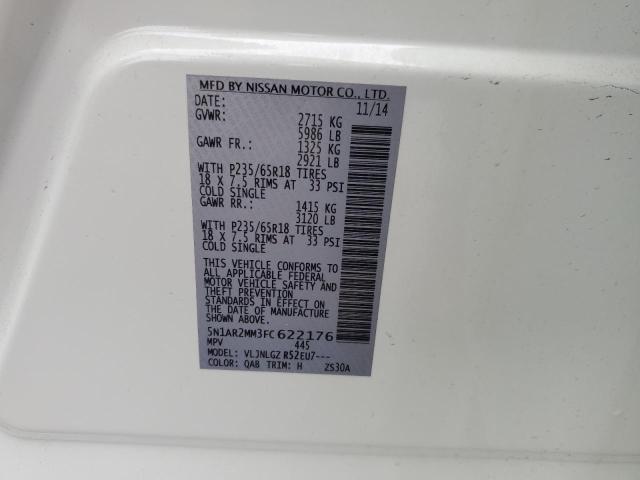 MFD BY NISSAN MOTOR CO., LTD.
DATE: 11/14
GVWR: 2715 KG
5986 LB
GAWR FR.: 1325 KG
2921 LB
WITH P235/65R18 TIRES
18 X 7.5 RIMS AT 33 PSI
COLD SINGLE
GAWR RR.: 1415 KG
3120 LB
WITH P235/65R18 TIRES
18 X 7.5 RIMS AT 33 PSI
COLD SINGLE
THIS VEHICLE CONFORMS TO
ALL APPLICABLE FEDERAL
MOTOR VEHICLE SAFETY AND
THEFT PREVENTION
STANDARDS IN EFFECT ON
THE DATE OF MANUFACTURE
SHOWN ABOVE.
5N1AR2MM3FC622176
MPV 445
MODEL: VLJNLGZ R52EU7---
COLOR: QAB TRIM: H ZS30A